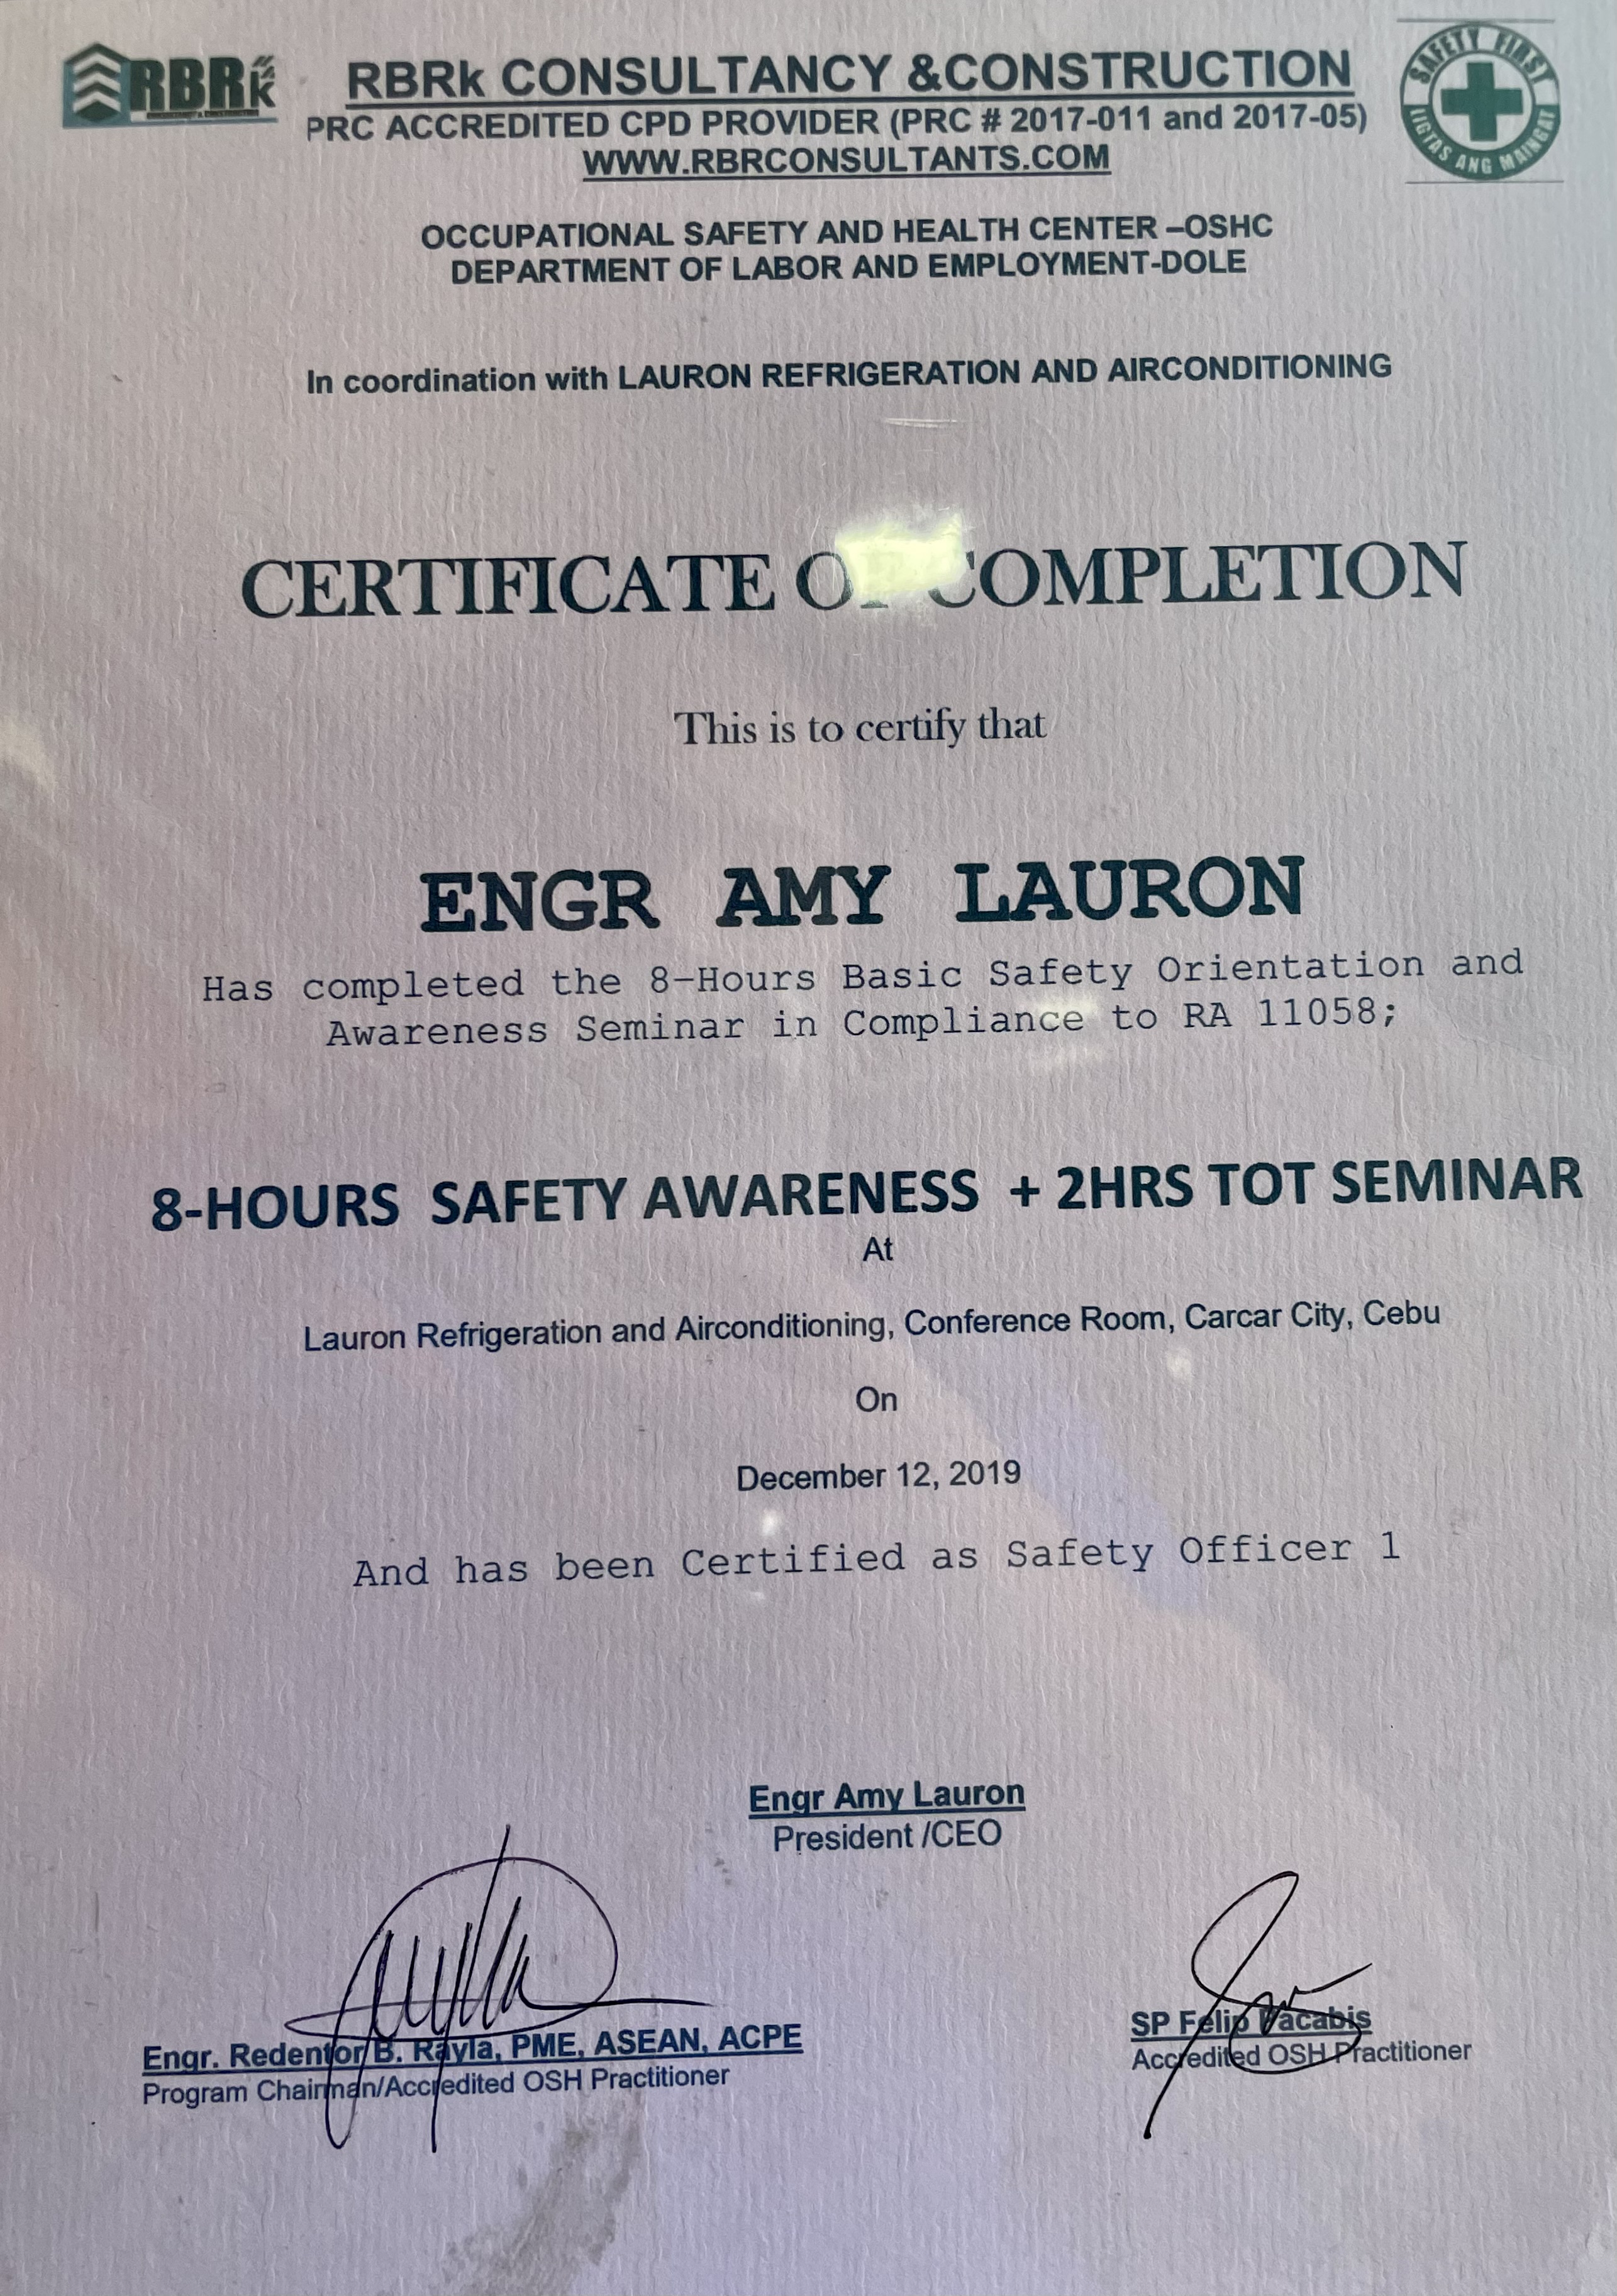 RBRk
RBRk CONSULTANCY &CONSTRUCTION
PRC ACCREDITED CPD PROVIDER (PRC # 2017-011 and 2017-05)
WWW.RBRCONSULTANTS.COM
SAFETY FIRST
LIGTAS ANG MAINGAT
OCCUPATIONAL SAFETY AND HEALTH CENTER –OSHC
DEPARTMENT OF LABOR AND EMPLOYMENT-DOLE
In coordination with LAURON REFRIGERATION AND AIRCONDITIONING
CERTIFICATE OF COMPLETION
This is to certify that
ENGR AMY LAURON
Has completed the 8-Hours Basic Safety Orientation and
Awareness Seminar in Compliance to RA 11058;
8-HOURS SAFETY AWARENESS + 2HRS TOT SEMINAR
At
Lauron Refrigeration and Airconditioning, Conference Room, Carcar City, Cebu
On
December 12, 2019
And has been Certified as Safety Officer 1
Engr Amy Lauron
President /CEO
Engr. Redentor B. Rayla, PME, ASEAN, ACPE
Program Chairman/Accredited OSH Practitioner
SP Felip Pacabis
Accredited OSH Practitioner